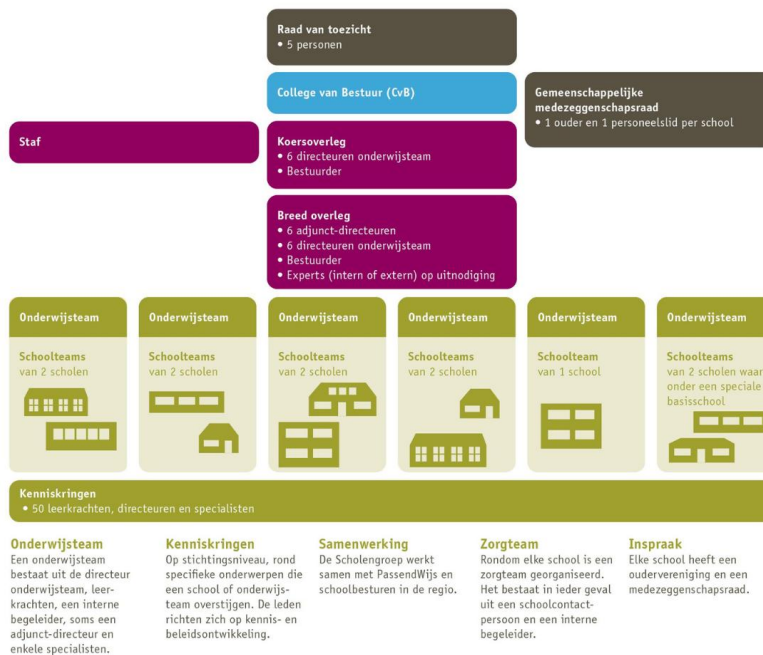 Raad van toezicht
• 5 personen
College van Bestuur (CvB)
Gemeenschappelijke
medezeggenschapsraad
• 1 ouder en 1 personeelslid per school
Staf
Koersoverleg
• 6 directeuren onderwijsteam
• Bestuurder
Breed overleg
• 6 adjunct-directeuren
• 6 directeuren onderwijsteam
• Bestuurder
• Experts (intern of extern) op uitnodiging
Onderwijsteam
Schoolteams
van 2 scholen
Onderwijsteam
Schoolteams
van 2 scholen
Onderwijsteam
Schoolteams
van 2 scholen
Onderwijsteam
Schoolteams
van 2 scholen
Onderwijsteam
Schoolteam
van 1 school
Onderwijsteam
Schoolteams
van 2 scholen waar
onder een speciale
basisschool
Kenniskringen
• 50 leerkrachten, directeuren en specialisten
Onderwijsteam
Een onderwijsteam
bestaat uit de directeur
onderwijsteam, leer-
krachten, een interne
begeleider, soms een
adjunct-directeur en
enkele specialisten.
Kenniskringen
Op stichtingsniveau, rond
specifieke onderwerpen die
een school of onderwijs-
team overstijgen. De leden
richten zich op kennis- en
beleidsontwikkeling.
Samenwerking
De Scholengroep werkt
samen met PassendWijs en
schoolbesturen in de regio.
Zorgteam
Rondom elke school is een
zorgteam georganiseerd.
Het bestaat in ieder geval
uit een schoolcontact-
persoon en een interne
begeleider.
Inspraak
Elke school heeft een
oudervereniging en een
medezeggenschapsraad.